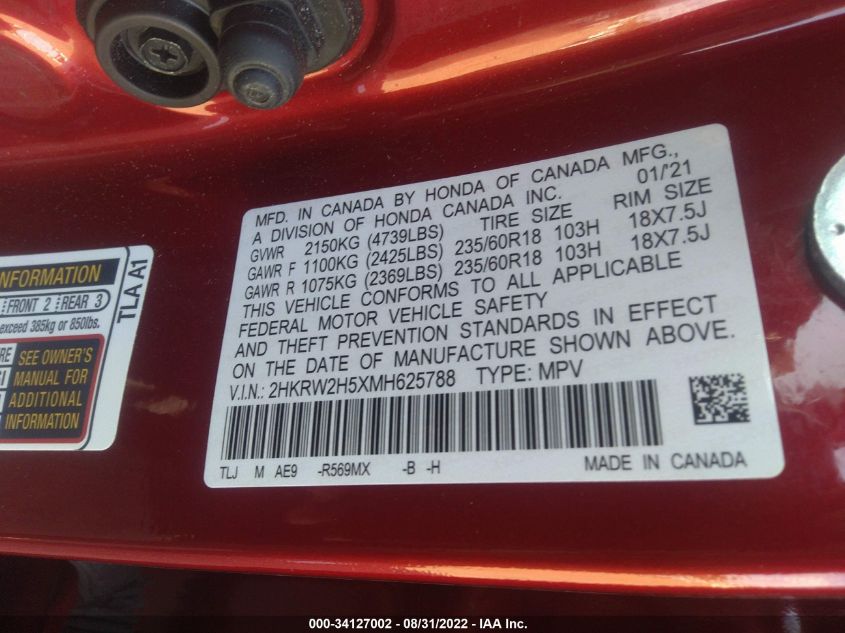 MFD. IN CANADA BY HONDA OF CANADA MFG.,
A DIVISION OF HONDA CANADA INC. 01/'21
GVWR 2150KG (4739LBS) TIRE SIZE RIM SIZE
GAWR F 1100KG (2425LBS) 235/60R18 103H 18X7.5J
GAWR R 1075KG (2369LBS) 235/60R18 103H 18X7.5J
THIS VEHICLE CONFORMS TO ALL APPLICABLE
FEDERAL MOTOR VEHICLE SAFETY
AND THEFT PREVENTION STANDARDS IN EFFECT
ON THE DATE OF MANUFACTURE SHOWN ABOVE.
V.I.N.: 2HKRW2H5XMH625788 TYPE: MPV
TLJ M AE9 -R569MX -B -H MADE IN CANADA
INFORMATION
FRONT 2 REAR 3
exceed 385kg or 850lbs.
SEE OWNER'S
MANUAL FOR
ADDITIONAL
INFORMATION
TLA A1
000-34127002 - 08/31/2022 - IAA Inc.